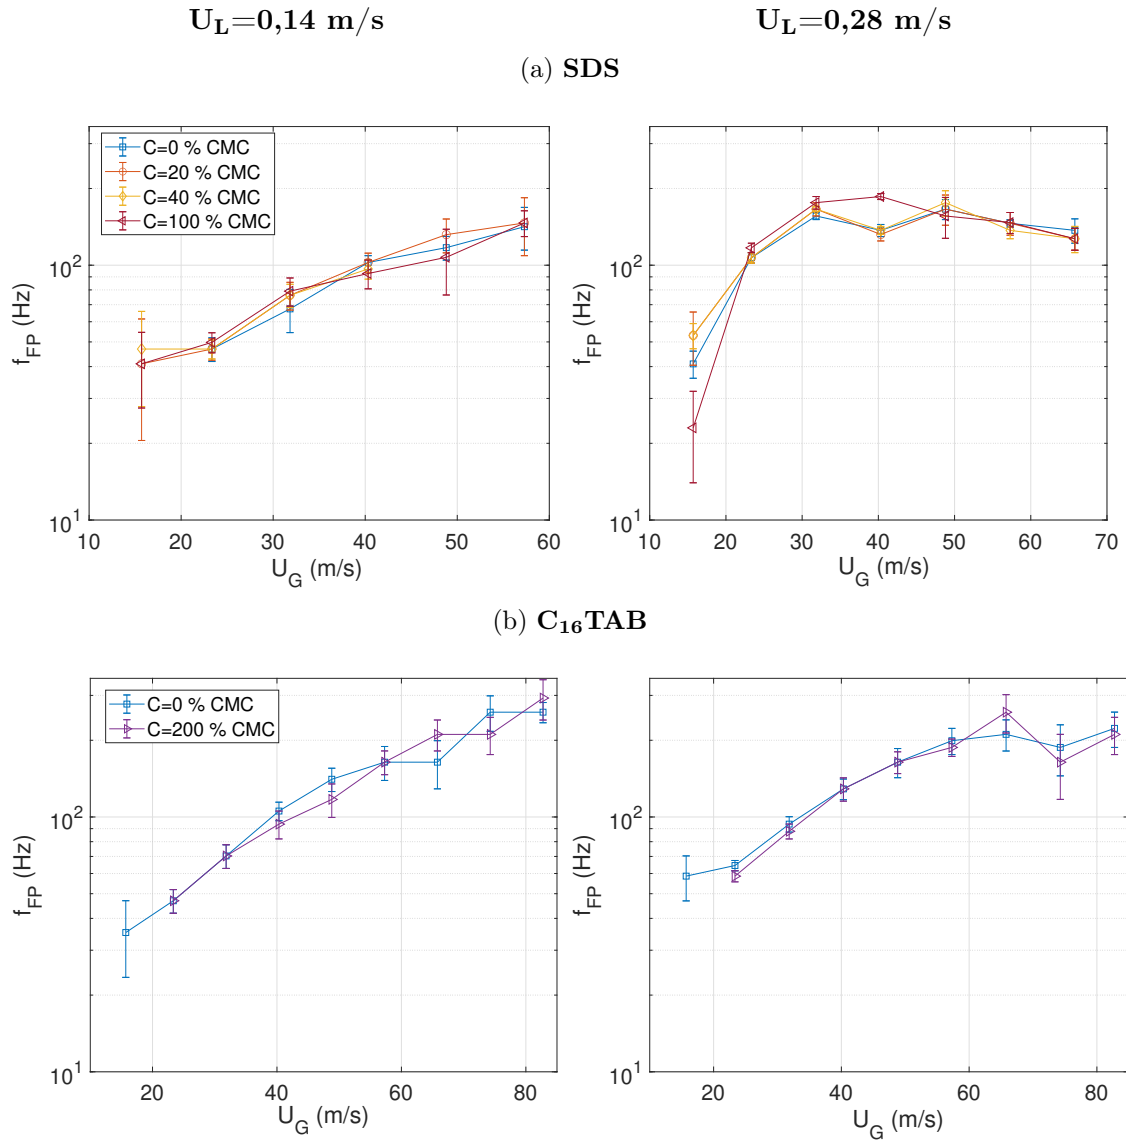 U_L=0,14 m/s U_L=0,28 m/s
(a) SDS
C=0 % CMC
C=20 % CMC
C=40 % CMC
C=100 % CMC
f_FP (Hz)
10^2
10^1
10 20 30 40 50 60
U_G (m/s)
f_FP (Hz)
10^2
10^1
10 20 30 40 50 60 70
U_G (m/s)
(b) C_16TAB
C=0 % CMC
C=200 % CMC
f_FP (Hz)
10^2
10^1
20 40 60 80
U_G (m/s)
f_FP (Hz)
10^2
10^1
20 40 60 80
U_G (m/s)